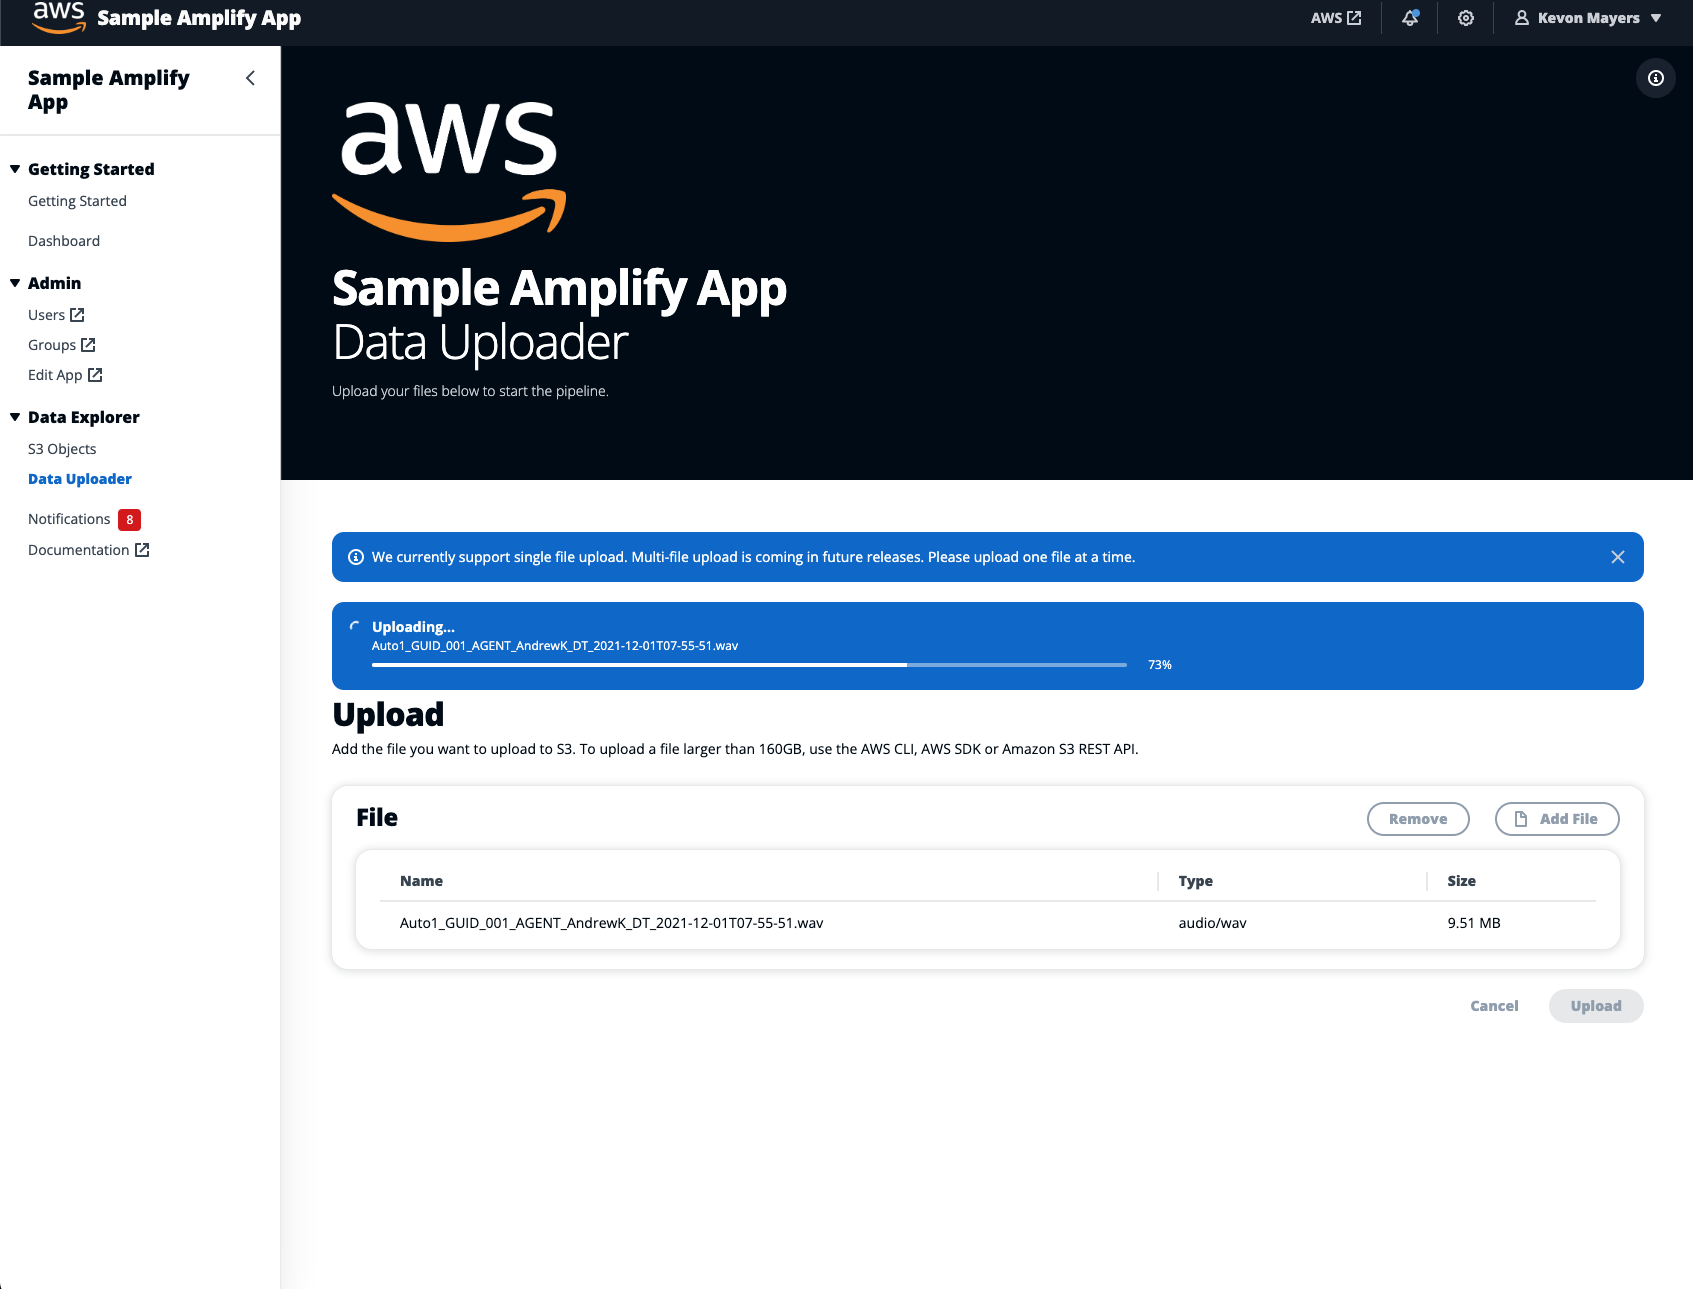 aws Sample Amplify App
AWS
Kevon Mayers
Sample Amplify
App
Getting Started
Getting Started
Dashboard
Admin
Users
Groups
Edit App
Data Explorer
S3 Objects
Data Uploader
Notifications 8
Documentation
aws
Sample Amplify App
Data Uploader
Upload your files below to start the pipeline.
We currently support single file upload. Multi-file upload is coming in future releases. Please upload one file at a time.
Uploading...
Auto1_GUID_001_AGENT_AndrewK_DT_2021-12-01T07-55-51.wav
73%
Upload
Add the file you want to upload to S3. To upload a file larger than 160GB, use the AWS CLI, AWS SDK or Amazon S3 REST API.
File
Remove
Add File
Name Type Size
Auto1_GUID_001_AGENT_AndrewK_DT_2021-12-01T07-55-51.wav audio/wav 9.51 MB
Cancel
Upload